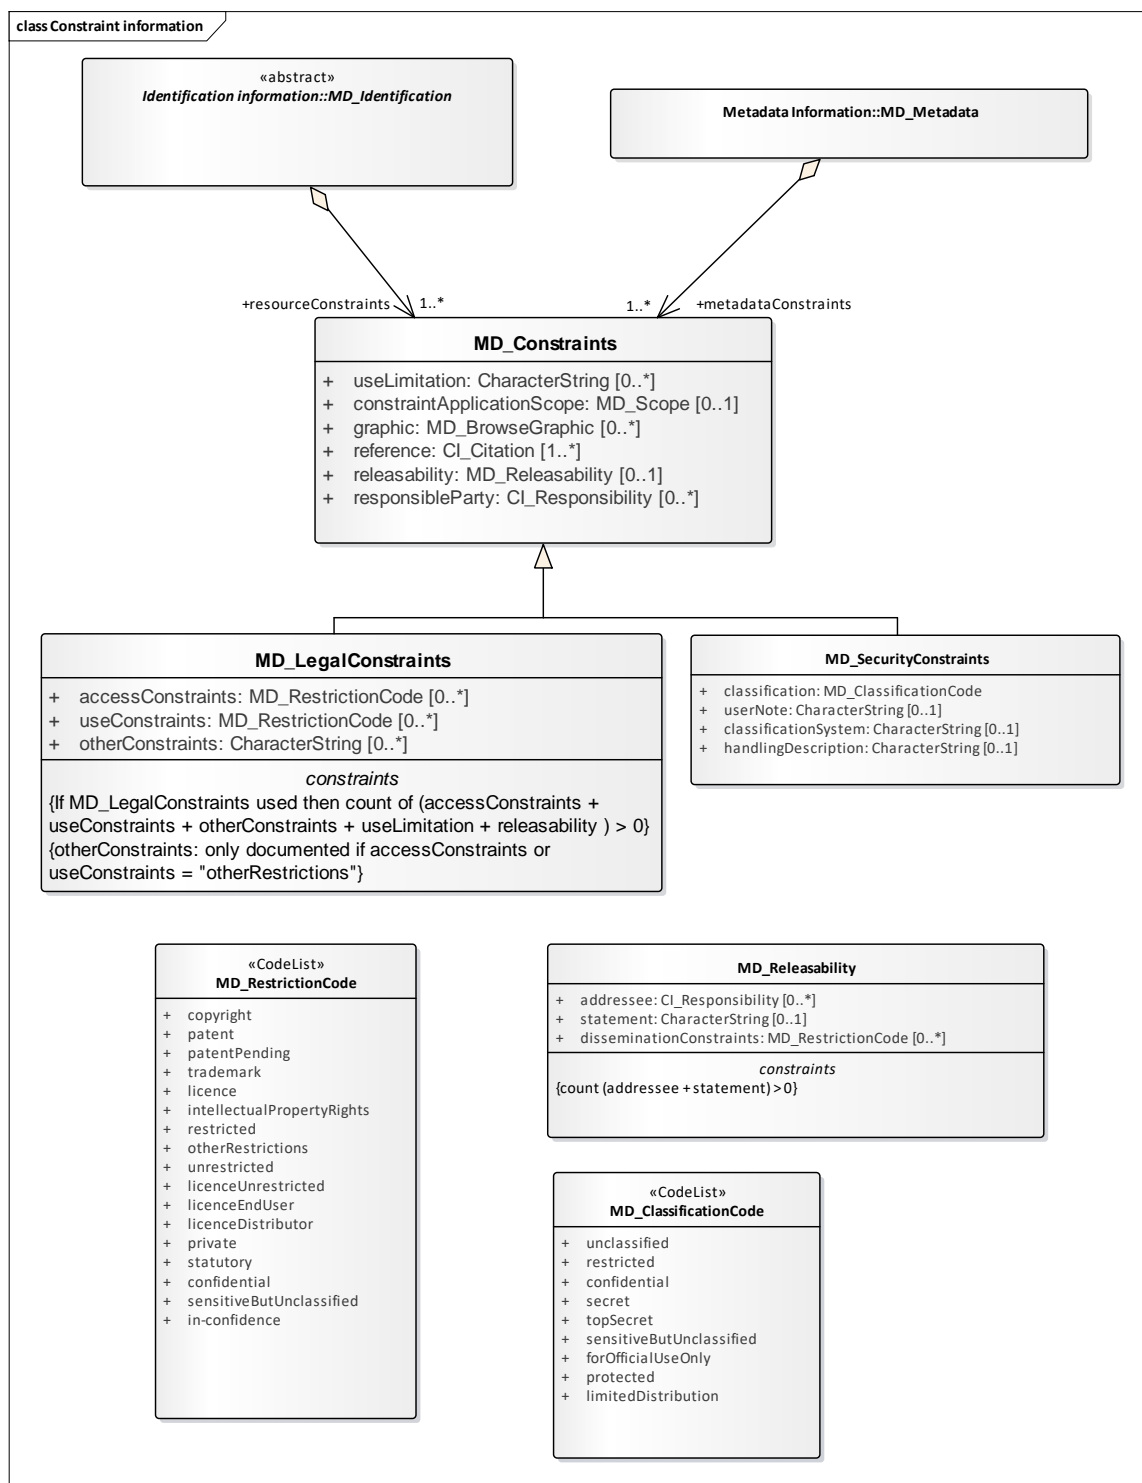 class Constraint information
«abstract»
Identification information::MD_Identification
Metadata Information::MD_Metadata
+resourceConstraints
1..*
1..*
+metadataConstraints
MD_Constraints
+ useLimitation: CharacterString [0..*]
+ constraintApplicationScope: MD_Scope [0..1]
+ graphic: MD_BrowseGraphic [0..*]
+ reference: CI_Citation [1..*]
+ releasability: MD_Releasability [0..1]
+ responsibleParty: CI_Responsibility [0..*]
MD_LegalConstraints
+ accessConstraints: MD_RestrictionCode [0..*]
+ useConstraints: MD_RestrictionCode [0..*]
+ otherConstraints: CharacterString [0..*]
constraints
{If MD_LegalConstraints used then count of (accessConstraints +
useConstraints + otherConstraints + useLimitation + releasability ) > 0}
{otherConstraints: only documented if accessConstraints or
useConstraints = "otherRestrictions"}
MD_SecurityConstraints
+ classification: MD_ClassificationCode
+ userNote: CharacterString [0..1]
+ classificationSystem: CharacterString [0..1]
+ handlingDescription: CharacterString [0..1]
«CodeList»
MD_RestrictionCode
+ copyright
+ patent
+ patentPending
+ trademark
+ licence
+ intellectualPropertyRights
+ restricted
+ otherRestrictions
+ unrestricted
+ licenceUnrestricted
+ licenceEndUser
+ licenceDistributor
+ private
+ statutory
+ confidential
+ sensitiveButUnclassified
+ in-confidence
MD_Releasability
+ addressee: CI_Responsibility [0..*]
+ statement: CharacterString [0..1]
+ disseminationConstraints: MD_RestrictionCode [0..*]
constraints
{count (addressee + statement) > 0}
«CodeList»
MD_ClassificationCode
+ unclassified
+ restricted
+ confidential
+ secret
+ topSecret
+ sensitiveButUnclassified
+ forOfficialUseOnly
+ protected
+ limitedDistribution